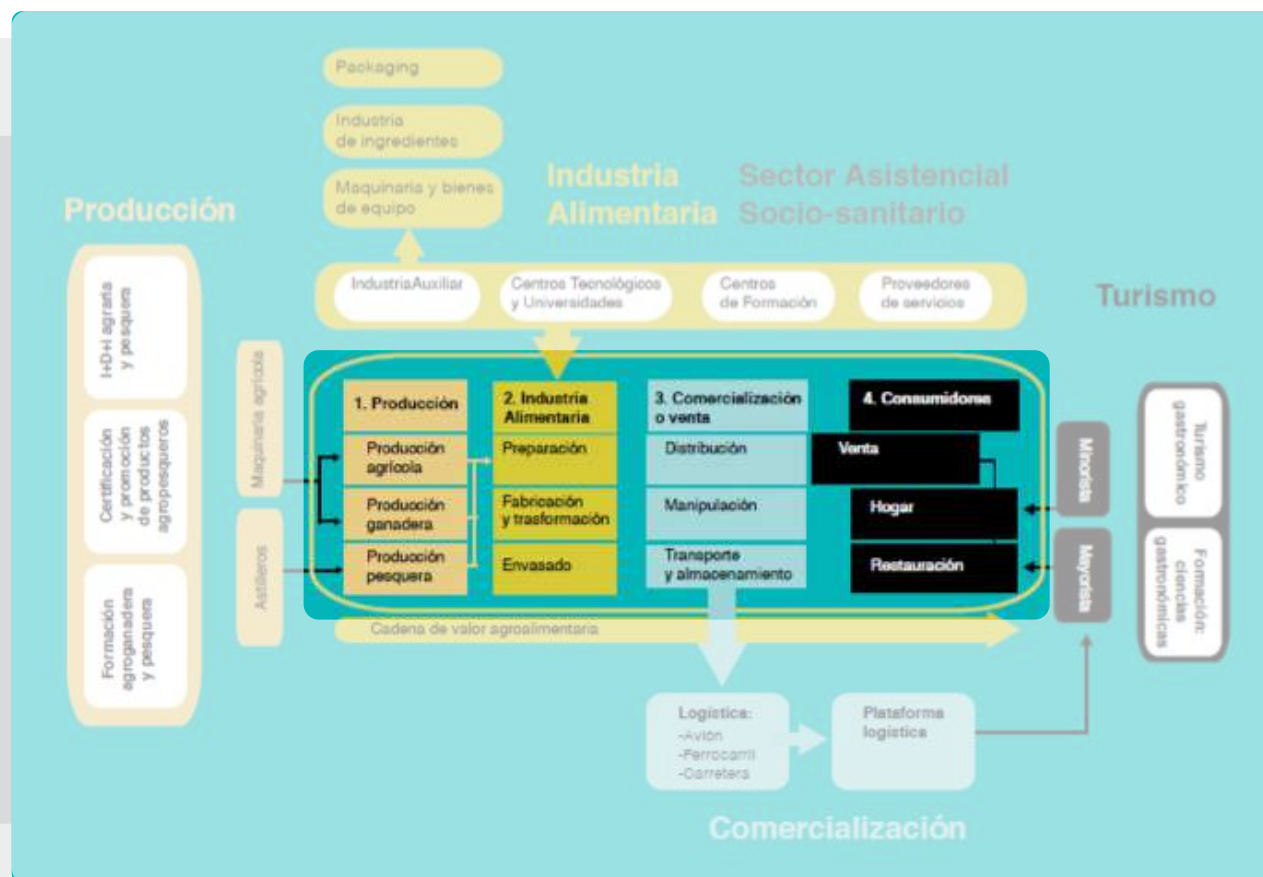 Packaging
Industria
de ingredientes
Maquinaria y bienes
de equipo
Industria
Alimentaria
Sector Asistencial
Socio-sanitario
Producción
I+D+i agraria
y pesquera
Certificación
y promoción
de productos
agropesqueros
Formación
agroganadera
y pesquera
Maquinaria agrícola
Astilleros
IndustriaAuxiliar
Centros Tecnológicos
y Universidades
Centros
de Formación
Proveedores
de servicios
Turismo
1. Producción
Producción
agrícola
Producción
ganadera
Producción
pesquera
2. Industria
Alimentaria
Preparación
Fabricación
y trasformación
Envasado
3. Comercialización
o venta
Distribución
Manipulación
Transporte
y almacenamiento
4. Consumidorse
Venta
Hogar
Restauración
Minorista
Mayorista
Turismo
gastronómico
Formación:
ciencias
gastronómicas
Cadena de valor agroalimentaria
Logística:
-Avión
-Ferrocarril
-Carretera
Plataforma
logística
Comercialización